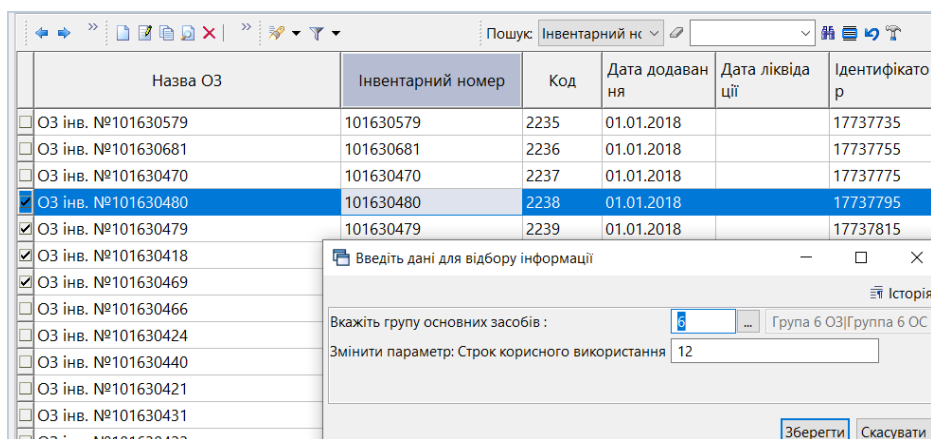 Пошук: Інвентарний нс
Назва ОЗ Інвентарний номер Код Дата додавання Дата ліквідації Ідентифікатор
ОЗ інв. №101630579 101630579 2235 01.01.2018 17737735
ОЗ інв. №101630681 101630681 2236 01.01.2018 17737755
ОЗ інв. №101630470 101630470 2237 01.01.2018 17737775
ОЗ інв. №101630480 101630480 2238 01.01.2018 17737795
ОЗ інв. №101630479 101630479 2239 01.01.2018 17737815
ОЗ інв. №101630418
ОЗ інв. №101630469
ОЗ інв. №101630466
ОЗ інв. №101630424
ОЗ інв. №101630440
ОЗ інв. №101630421
ОЗ інв. №101630431
Введіть дані для відбору інформації
Історія
Вкажіть групу основних засобів : 6 ... Група 6 ОЗ|Группа 6 ОС
Змінити параметр: Строк корисного використання 12
Зберегти Скасувати